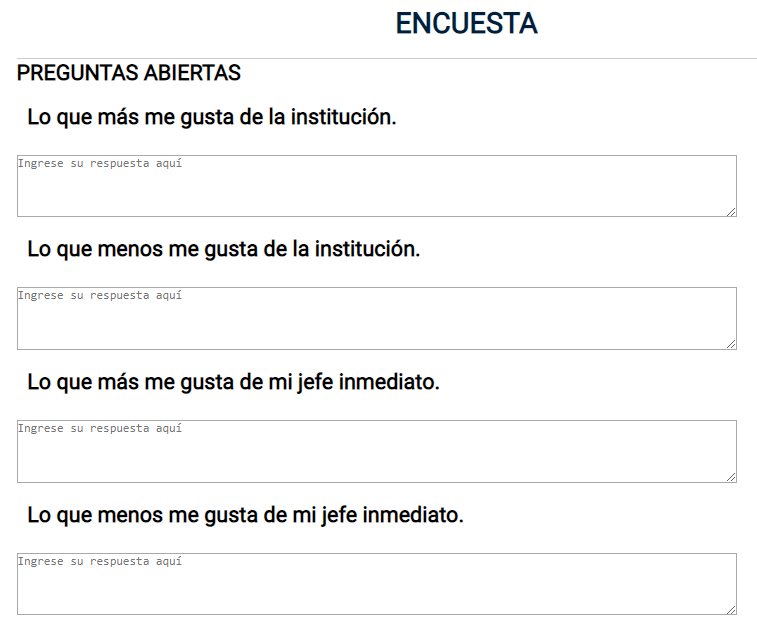 ENCUESTA
PREGUNTAS ABIERTAS
Lo que más me gusta de la institución.
Ingrese su respuesta aquí
Lo que menos me gusta de la institución.
Ingrese su respuesta aquí
Lo que más me gusta de mi jefe inmediato.
Ingrese su respuesta aquí
Lo que menos me gusta de mi jefe inmediato.
Ingrese su respuesta aquí